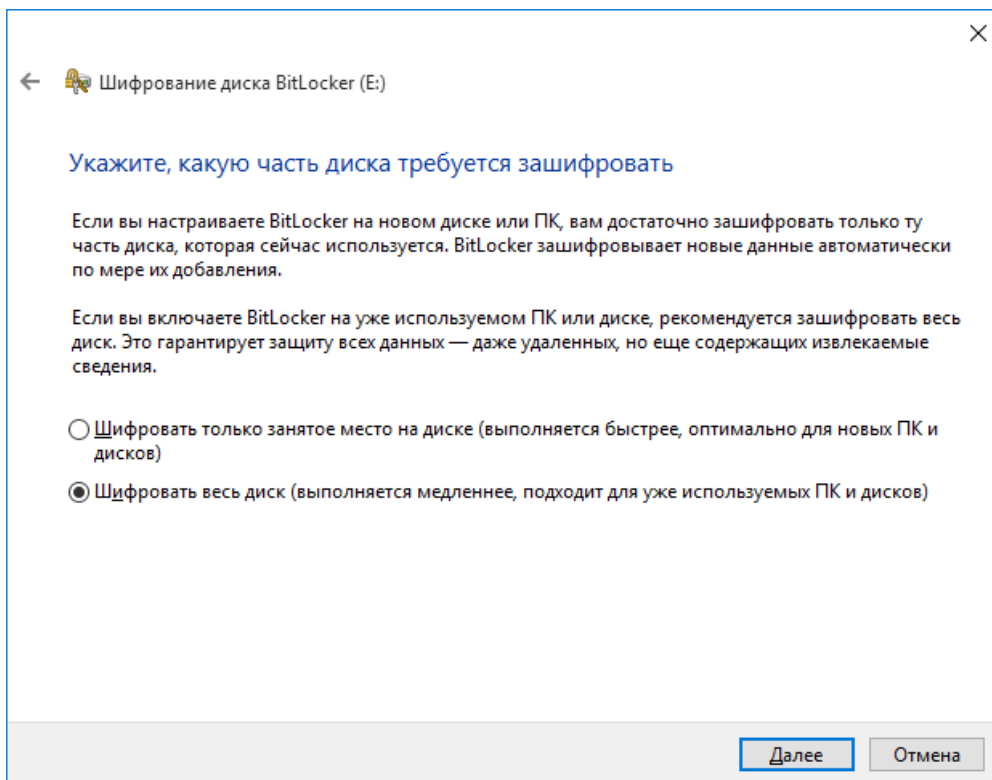 Шифрование диска BitLocker (E:)
Укажите, какую часть диска требуется зашифровать
Если вы настраиваете BitLocker на новом диске или ПК, вам достаточно зашифровать только ту
часть диска, которая сейчас используется. BitLocker зашифровывает новые данные автоматически
по мере их добавления.
Если вы включаете BitLocker на уже используемом ПК или диске, рекомендуется зашифровать весь
диск. Это гарантирует защиту всех данных — даже удаленных, но еще содержащих извлекаемые
сведения.
Шифровать только занятое место на диске (выполняется быстрее, оптимально для новых ПК и
дисков)
Шифровать весь диск (выполняется медленнее, подходит для уже используемых ПК и дисков)
Далее
Отмена